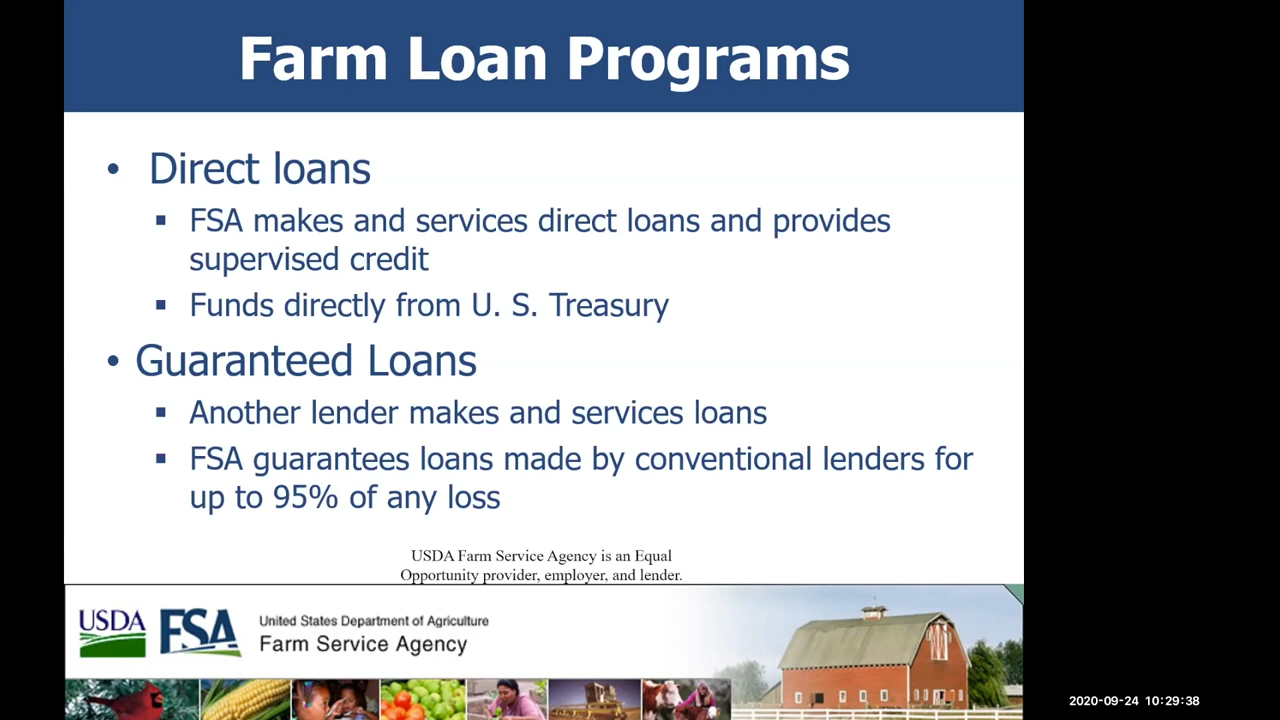 Farm Loan Programs
• Direct loans
▪ FSA makes and services direct loans and provides
supervised credit
▪ Funds directly from U. S. Treasury
• Guaranteed Loans
▪ Another lender makes and services loans
▪ FSA guarantees loans made by conventional lenders for
up to 95% of any loss
USDA Farm Service Agency is an Equal
Opportunity provider, employer, and lender.
USDA
FSA
United States Department of Agriculture
Farm Service Agency
2020-09-24 10:29:38